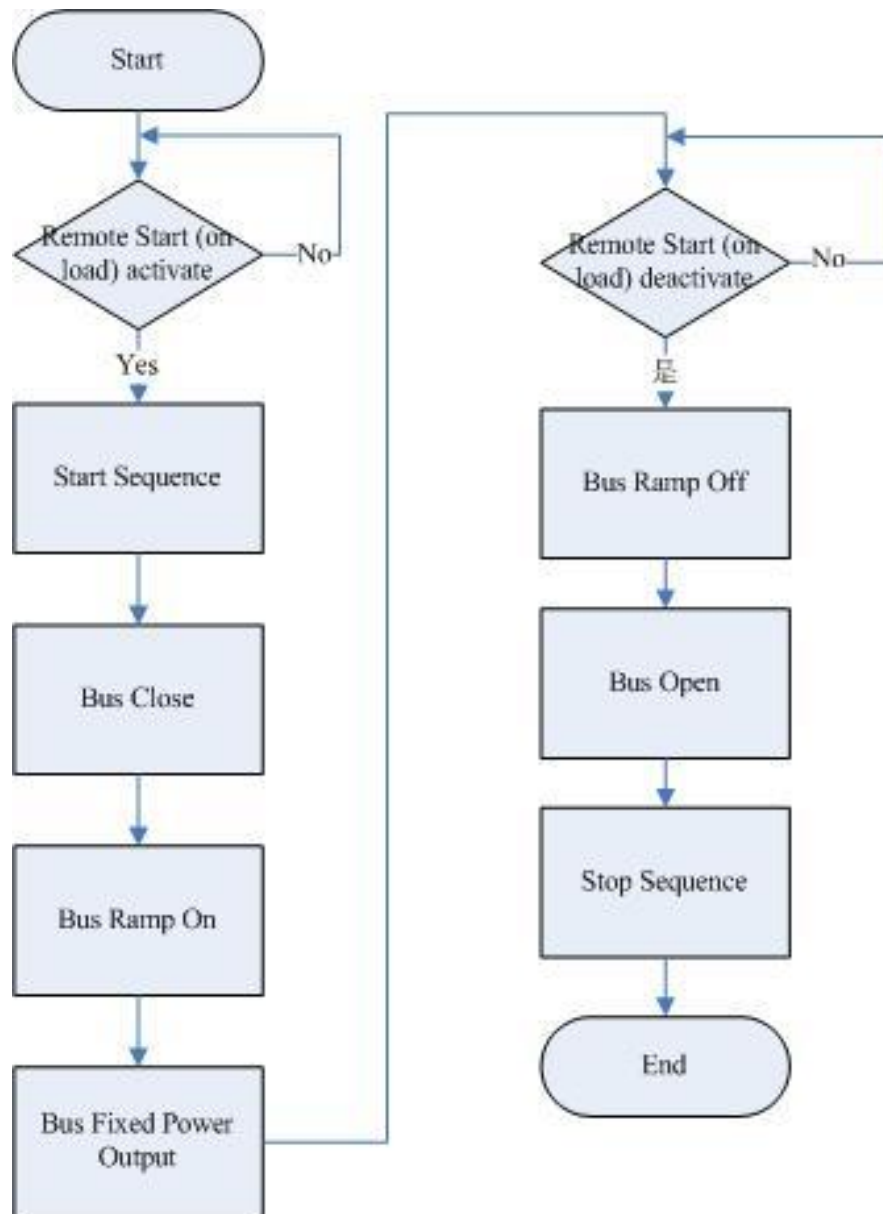 Start
Remote Start (on
load) activate
No
Yes
Start Sequence
Bus Close
Bus Ramp On
Bus Fixed Power
Output
Remote Start (on
load) deactivate
No
是
Bus Ramp Off
Bus Open
Stop Sequence
End